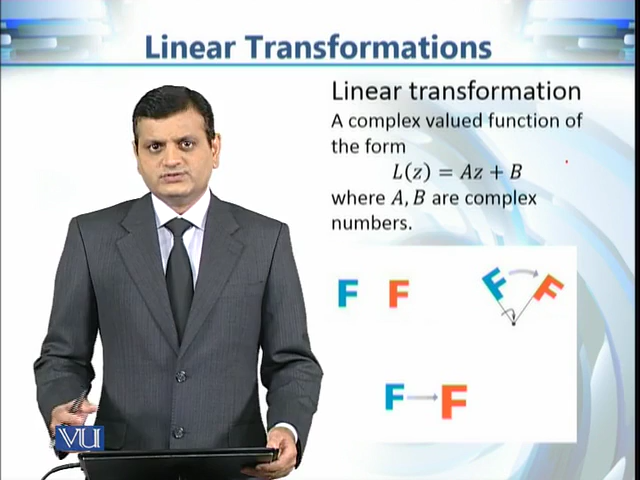 Linear Transformations
Linear transformation
A complex valued function of
the form
L(z) = Az + B
where A, B are complex
numbers.
F F F F
F F
VU